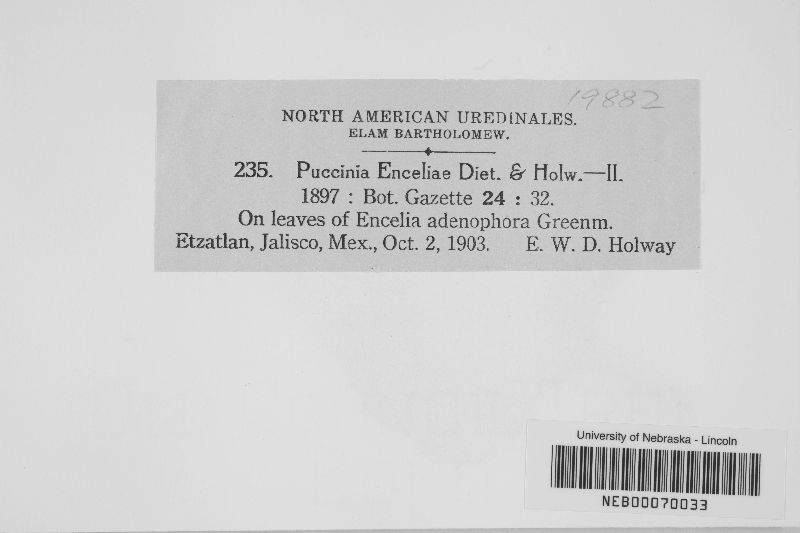 19882
NORTH AMERICAN UREDINALES.
ELAM BARTHOLOMEW.
235. Puccinia Enceliae Diet. & Holw.—II.
1897 : Bot. Gazette 24 : 32.
On leaves of Encelia adenophora Greenm.
Etzatlan, Jalisco, Mex., Oct. 2, 1903. E. W. D. Holway
University of Nebraska - Lincoln
NEB00070033